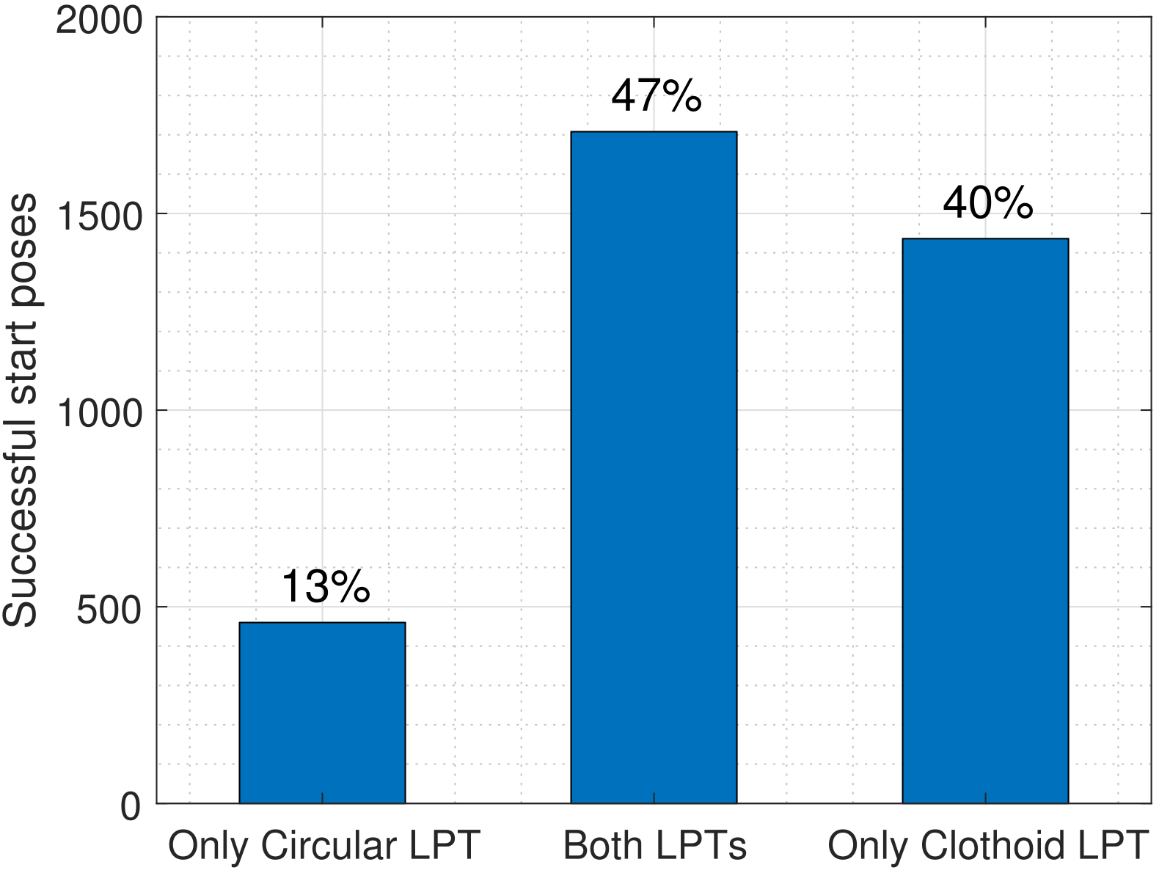 Successful start poses
2000
1500
1000
500
0
13%
47%
40%
Only Circular LPT
Both LPTs
Only Clothoid LPT